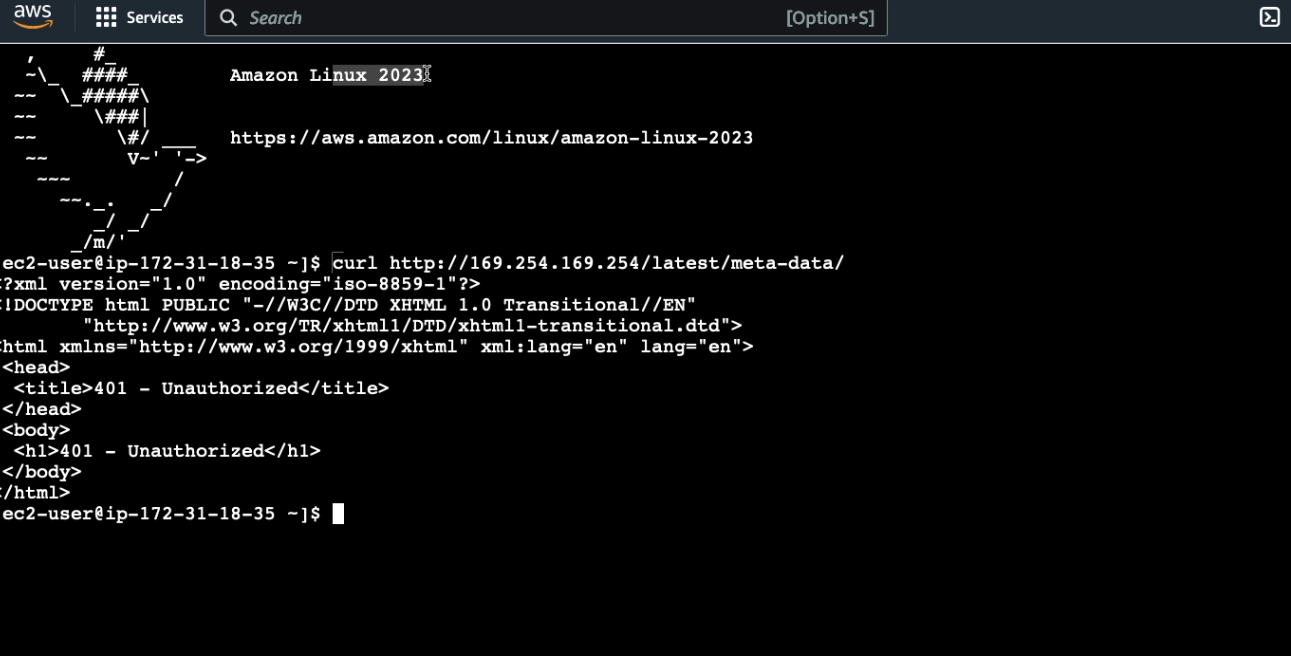 aws Services Search [Option+S]
, #_
~\_ ####_ Amazon Linux 2023
~~ \_#####\
~~ \###|
~~ \#/ ___ https://aws.amazon.com/linux/amazon-linux-2023
~~ V~' '->
~~~ /
~~._. _/
_/ _/
_/m/'
ec2-user@ip-172-31-18-35 ~]$ curl http://169.254.169.254/latest/meta-data/
<?xml version="1.0" encoding="iso-8859-1"?>
<!DOCTYPE html PUBLIC "-//W3C//DTD XHTML 1.0 Transitional//EN"
"http://www.w3.org/TR/xhtml1/DTD/xhtml1-transitional.dtd">
<html xmlns="http://www.w3.org/1999/xhtml" xml:lang="en" lang="en">
<head>
<title>401 - Unauthorized</title>
</head>
<body>
<h1>401 - Unauthorized</h1>
</body>
</html>
ec2-user@ip-172-31-18-35 ~]$